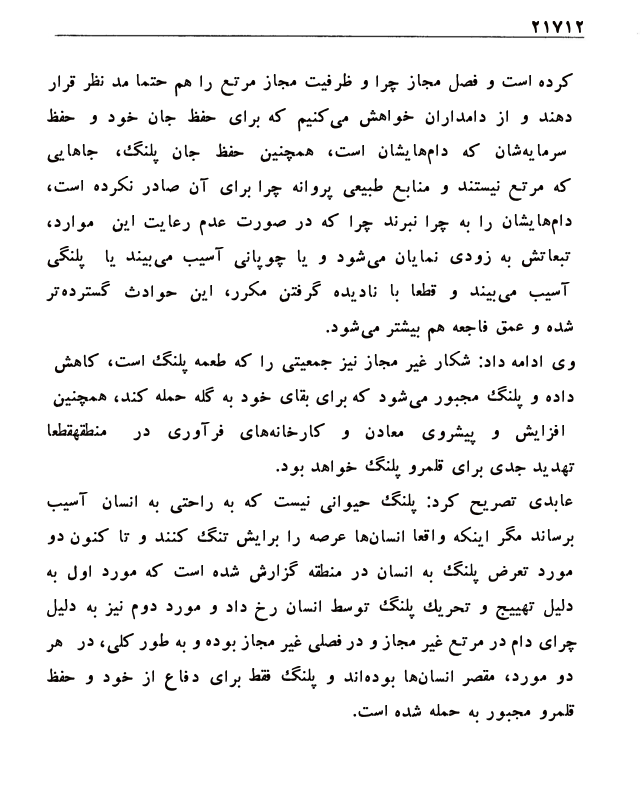 ۲۱۷۱۲
کرده است و فصل مجاز چرا و ظرفیت مجاز مرتع را هم حتما مد نظر قرار
دهند و از دامداران خواهش می‌کنیم که برای حفظ جان خود و حفظ
سرمایه‌شان که دام‌هایشان است، همچنین حفظ جان پلنگ، جاهایی
که مرتع نیستند و منابع طبیعی پروانه چرا برای آن صادر نکرده است،
دام‌هایشان را به چرا نبرند چرا که در صورت عدم رعایت این موارد،
تبعاتش به زودی نمایان می‌شود و یا چوپانی آسیب می‌بیند یا پلنگی
آسیب می‌بیند و قطعا با نادیده گرفتن مکرر، این حوادث گسترده‌تر
شده و عمق فاجعه هم بیشتر می‌شود.
وی ادامه داد: شکار غیر مجاز نیز جمعیتی را که طعمه پلنگ است، کاهش
داده و پلنگ مجبور می‌شود که برای بقای خود به گله حمله کند، همچنین
افزایش و پیشروی معادن و کارخانه‌های فرآوری در منطقهقطعا
تهدید جدی برای قلمرو پلنگ خواهد بود.
عابدی تصریح کرد: پلنگ حیوانی نیست که به راحتی به انسان آسیب
برساند مگر اینکه واقعا انسان‌ها عرصه را برایش تنگ کنند و تا کنون دو
مورد تعرض پلنگ به انسان در منطقه گزارش شده است که مورد اول به
دلیل تهییج و تحریک پلنگ توسط انسان رخ داد و مورد دوم نیز به دلیل
چرای دام در مرتع غیر مجاز و در فصلی غیر مجاز بوده و به طور کلی، در هر
دو مورد، مقصر انسان‌ها بوده‌اند و پلنگ فقط برای دفاع از خود و حفظ
قلمرو مجبور به حمله شده است.